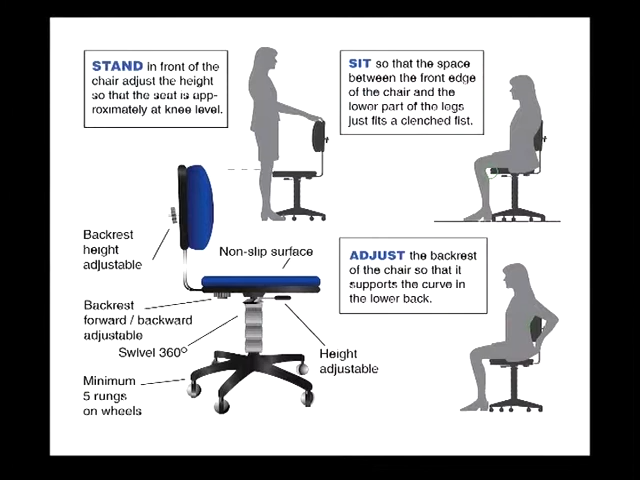 STAND in front of the
chair adjust the height
so that the seat is app-
roximately at knee level.
SIT so that the space
between the front edge
of the chair and the
lower part of the legs
just fits a clenched fist.
Backrest
height
adjustable
Non-slip surface
ADJUST the backrest
of the chair so that it
supports the curve in
the lower back.
Backrest
forward / backward
adjustable
Swivel 360º
Height
adjustable
Minimum
5 rungs
on wheels